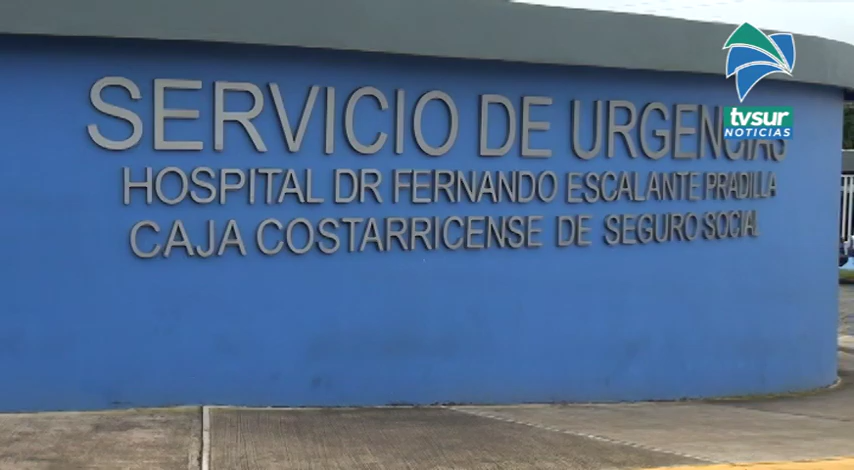 SERVICIO DE URGENCIAS
HOSPITAL DR FERNANDO ESCALANTE PRADILLA
CAJA COSTARRICENSE DE SEGURO SOCIAL
tvsur
NOTICIAS